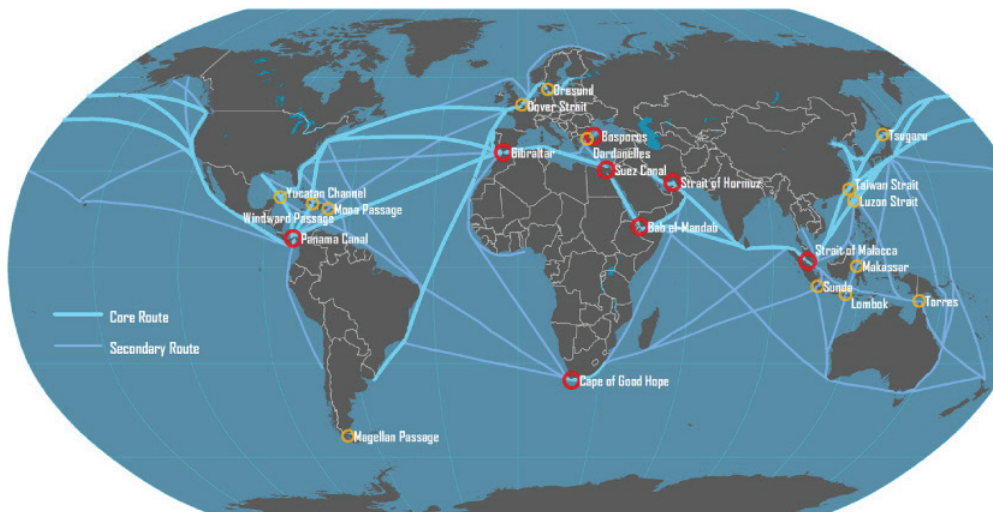 Oresund
Dover Strait
Bosporus
Tsugaru
Gibraltar
Dardanelles
Suez Canal
Strait of Hormuz
Yucatan Channel
Taiwan Strait
Luzon Strait
Windward Passage
Mona Passage
Bab el-Mandab
Panama Canal
Strait of Malacca
Makassar
Sunda
Lombok
Torres
Core Route
Secondary Route
Cape of Good Hope
Magellan Passage